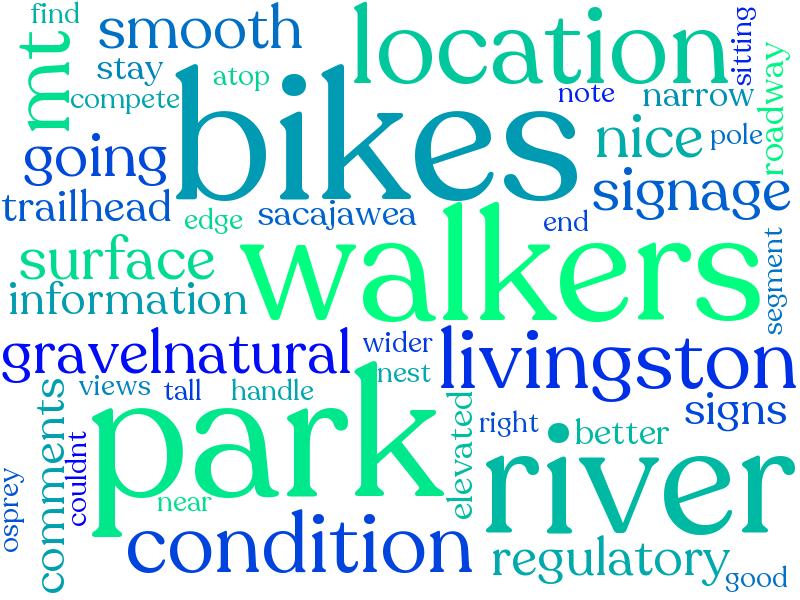 find
smooth
location
sitting
mt
stay
atop
compete
bikes
note
narrow
roadway
going
nice
pole
trailhead
signage
edge
sacajawea
end
surface
walkers
segment
information
gravelnatural
wider
livingston
nest
views
tall
handle
park
signs
comments
right
better
elevated
couldnt
river
osprey
near
condition
regulatory
good